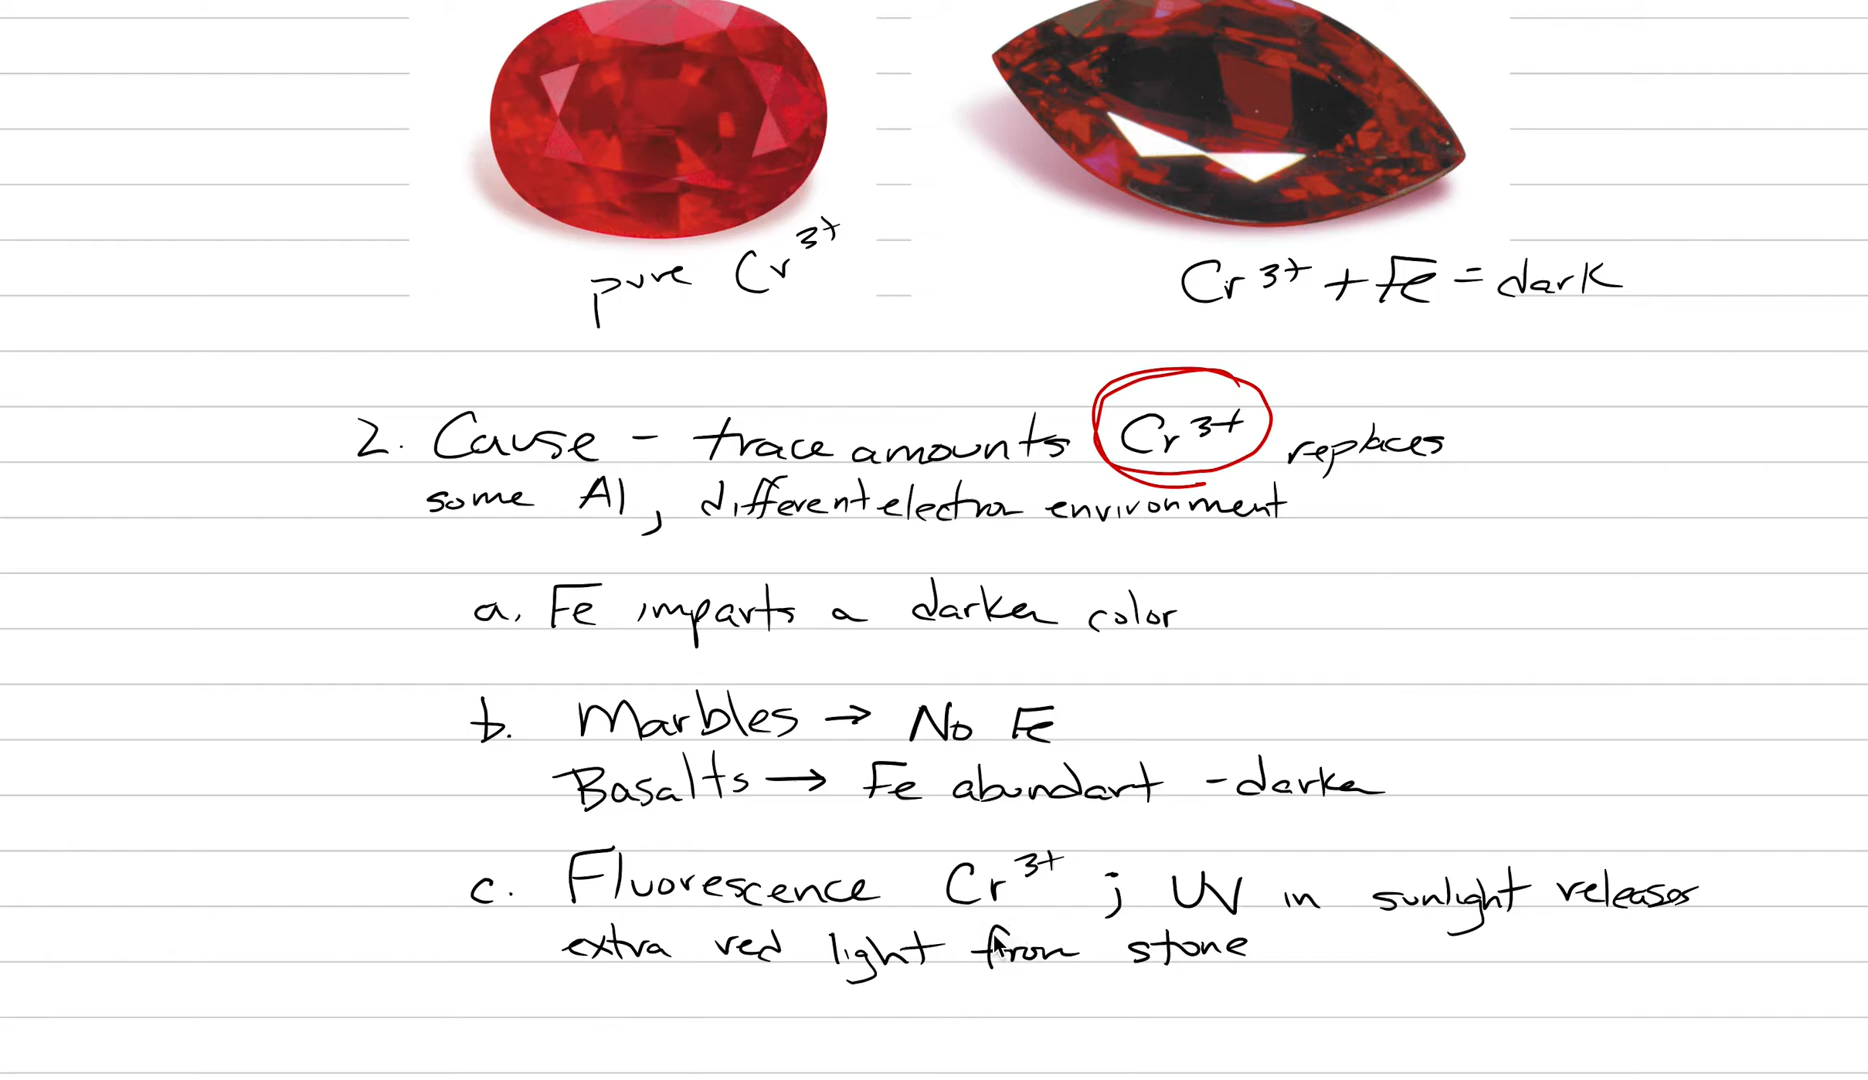 pure Cr³⁺
Cr³⁺ + Fe = dark
2. Cause - trace amounts Cr³⁺ replaces
some Al, different electron environment
a. Fe imparts a darker color
b. Marbles → No Fe
Basalts → Fe abundant - darker
c. Fluorescence Cr³⁺ ; UV in sunlight releases
extra red light from stone